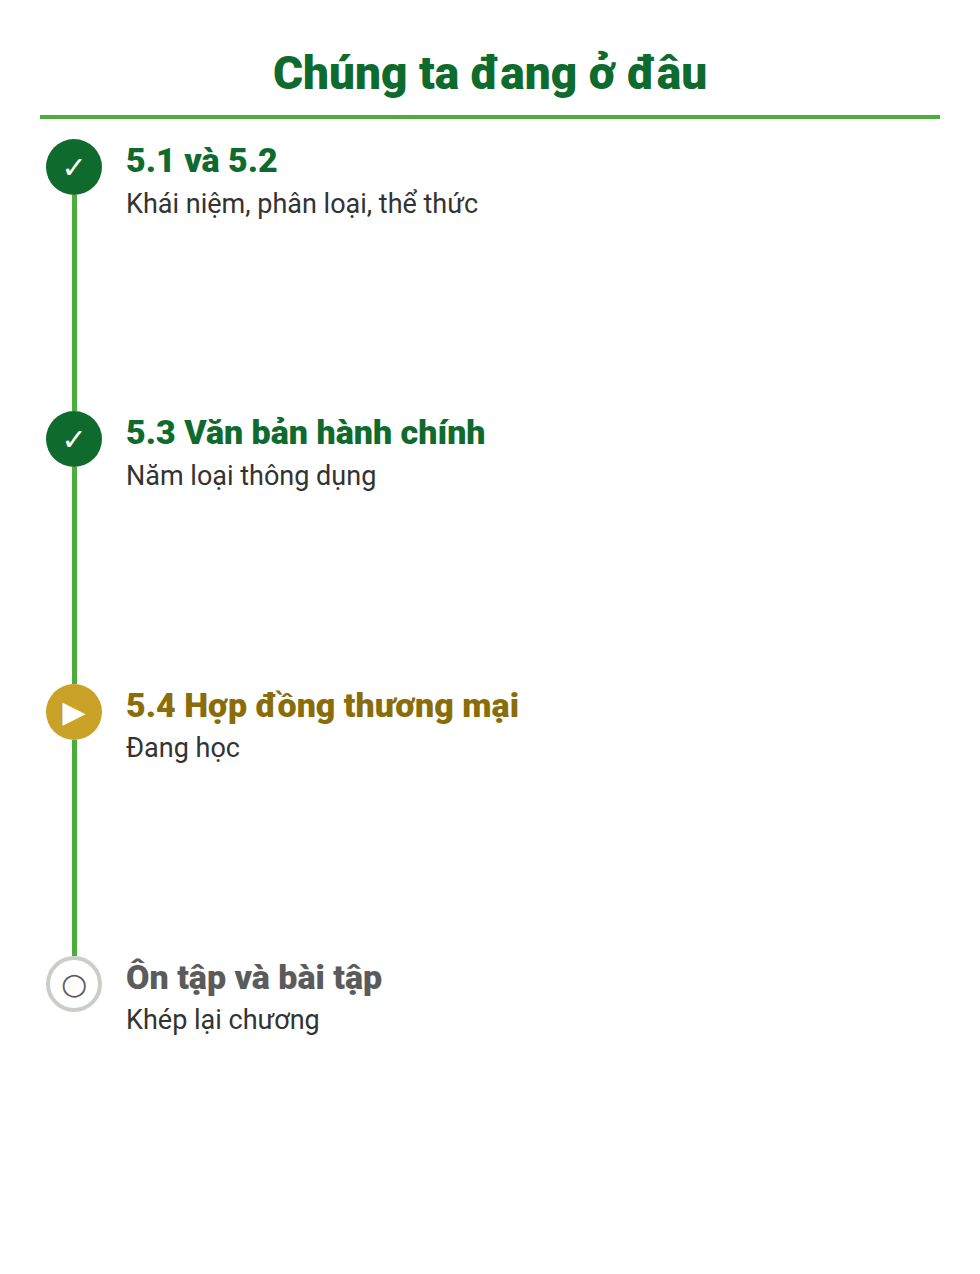 Chúng ta đang ở đâu
✓
5.1 và 5.2
Khái niệm, phân loại, thể thức
✓
5.3 Văn bản hành chính
Năm loại thông dụng
▶
5.4 Hợp đồng thương mại
Đang học
○
Ôn tập và bài tập
Khép lại chương